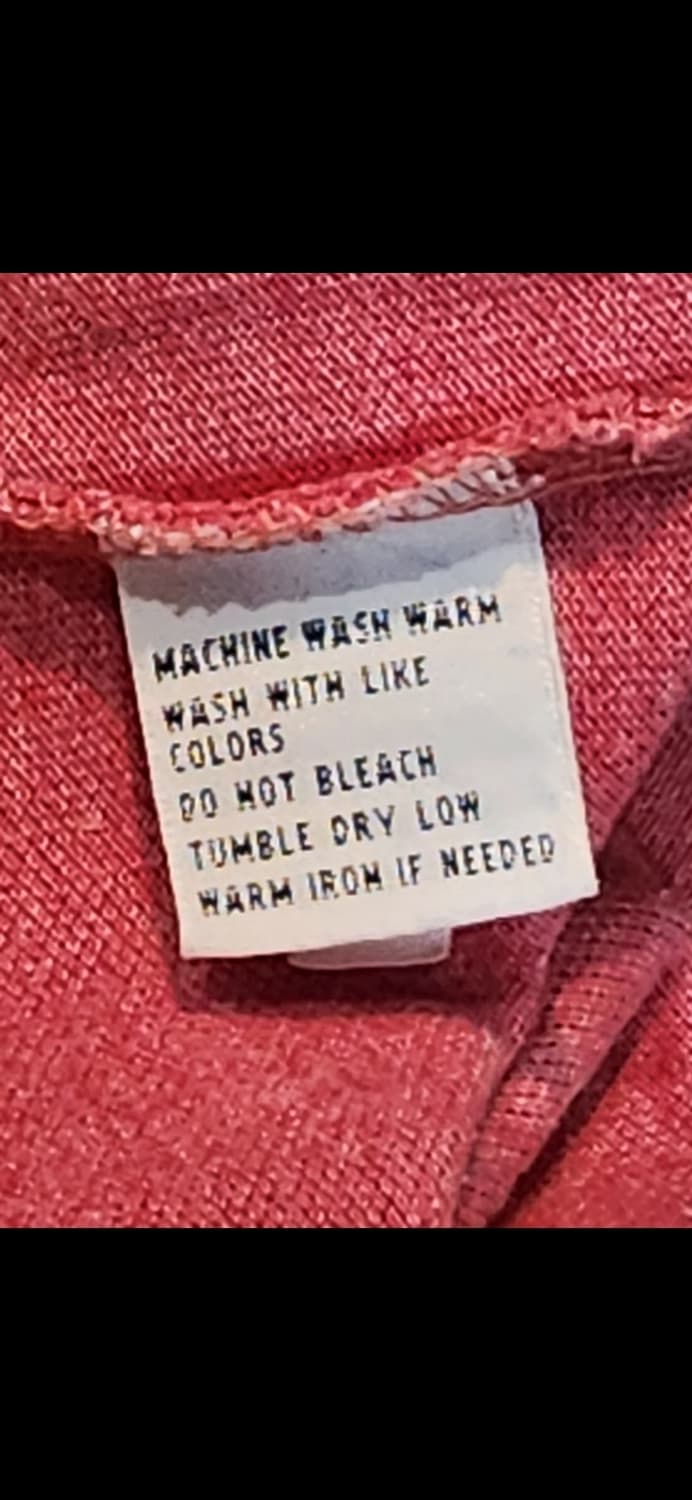 MACHINE WASH WARM
WASH WITH LIKE
COLORS
DO NOT BLEACH
TUMBLE DRY LOW
WARM IRON IF NEEDED